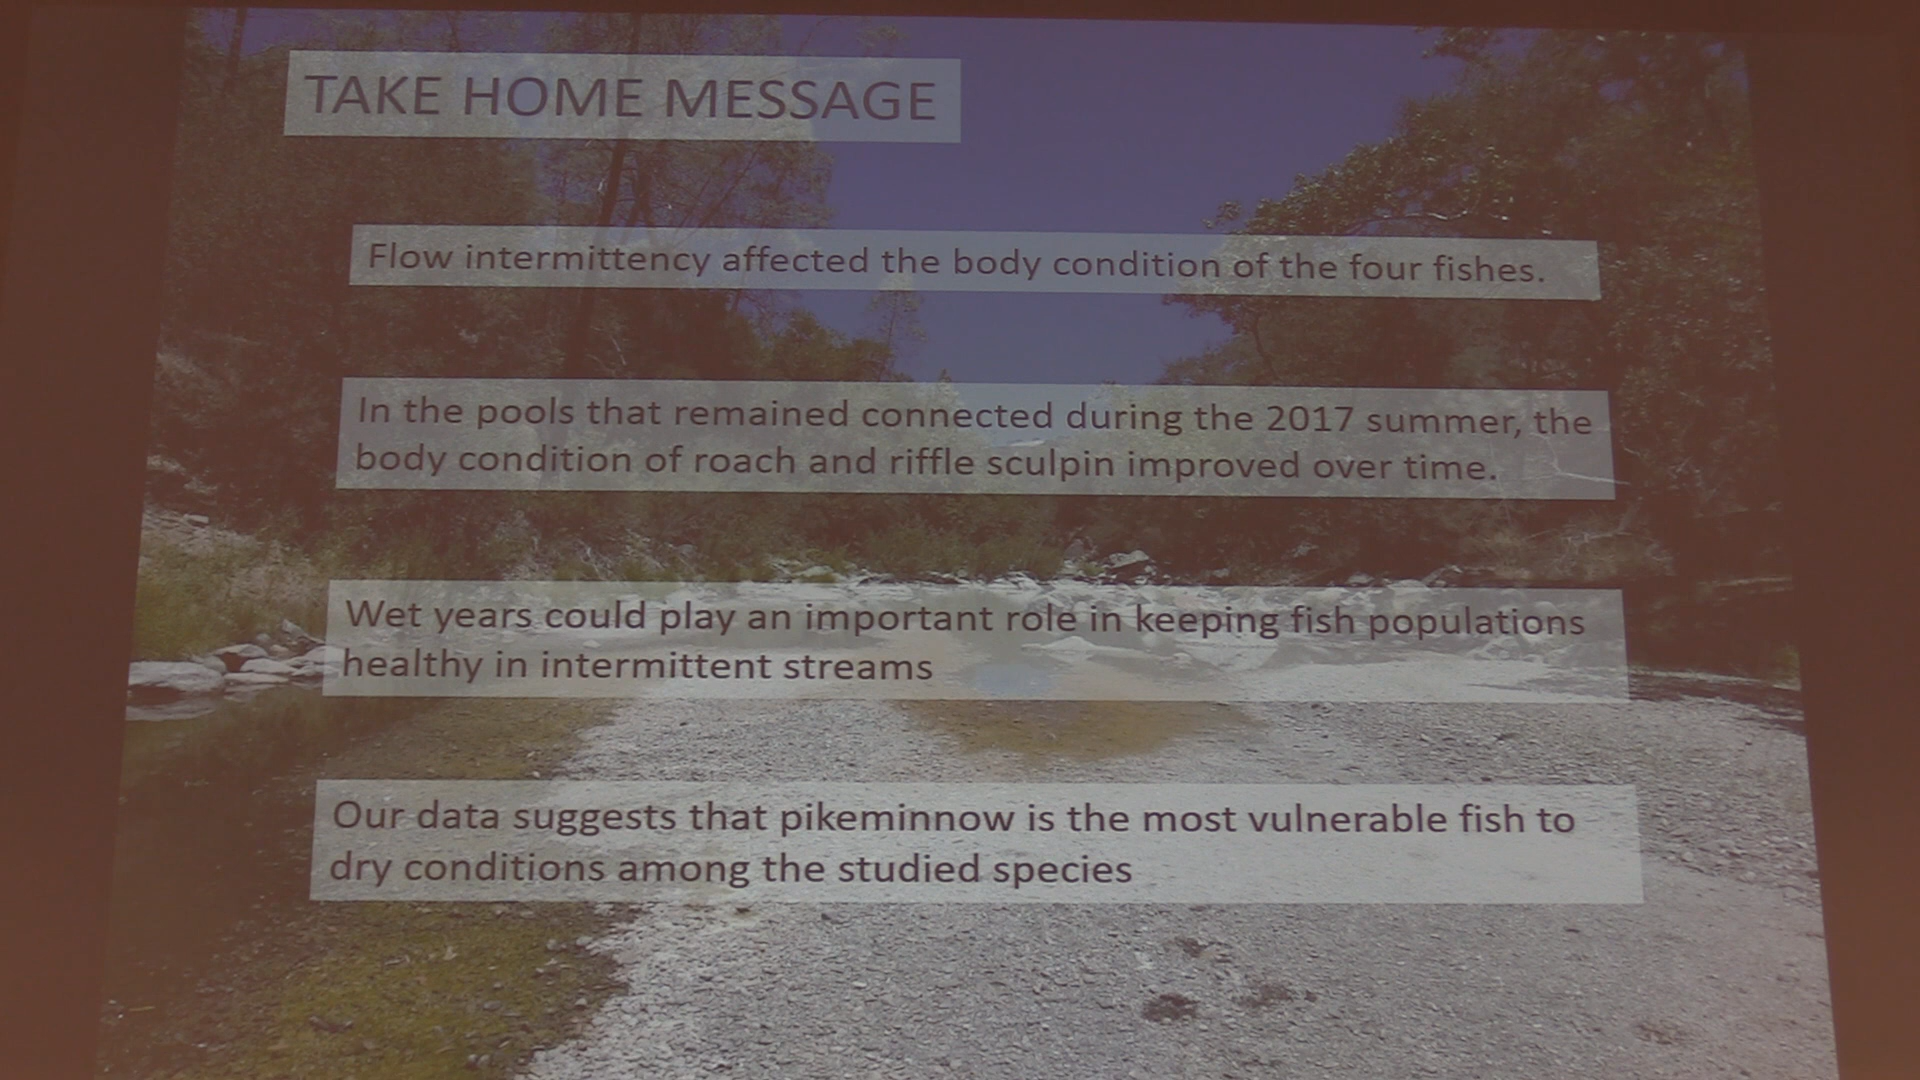 TAKE HOME MESSAGE
Flow intermittency affected the body condition of the four fishes.
In the pools that remained connected during the 2017 summer, the
body condition of roach and riffle sculpin improved over time.
Wet years could play an important role in keeping fish populations
healthy in intermittent streams
Our data suggests that pikeminnow is the most vulnerable fish to
dry conditions among the studied species